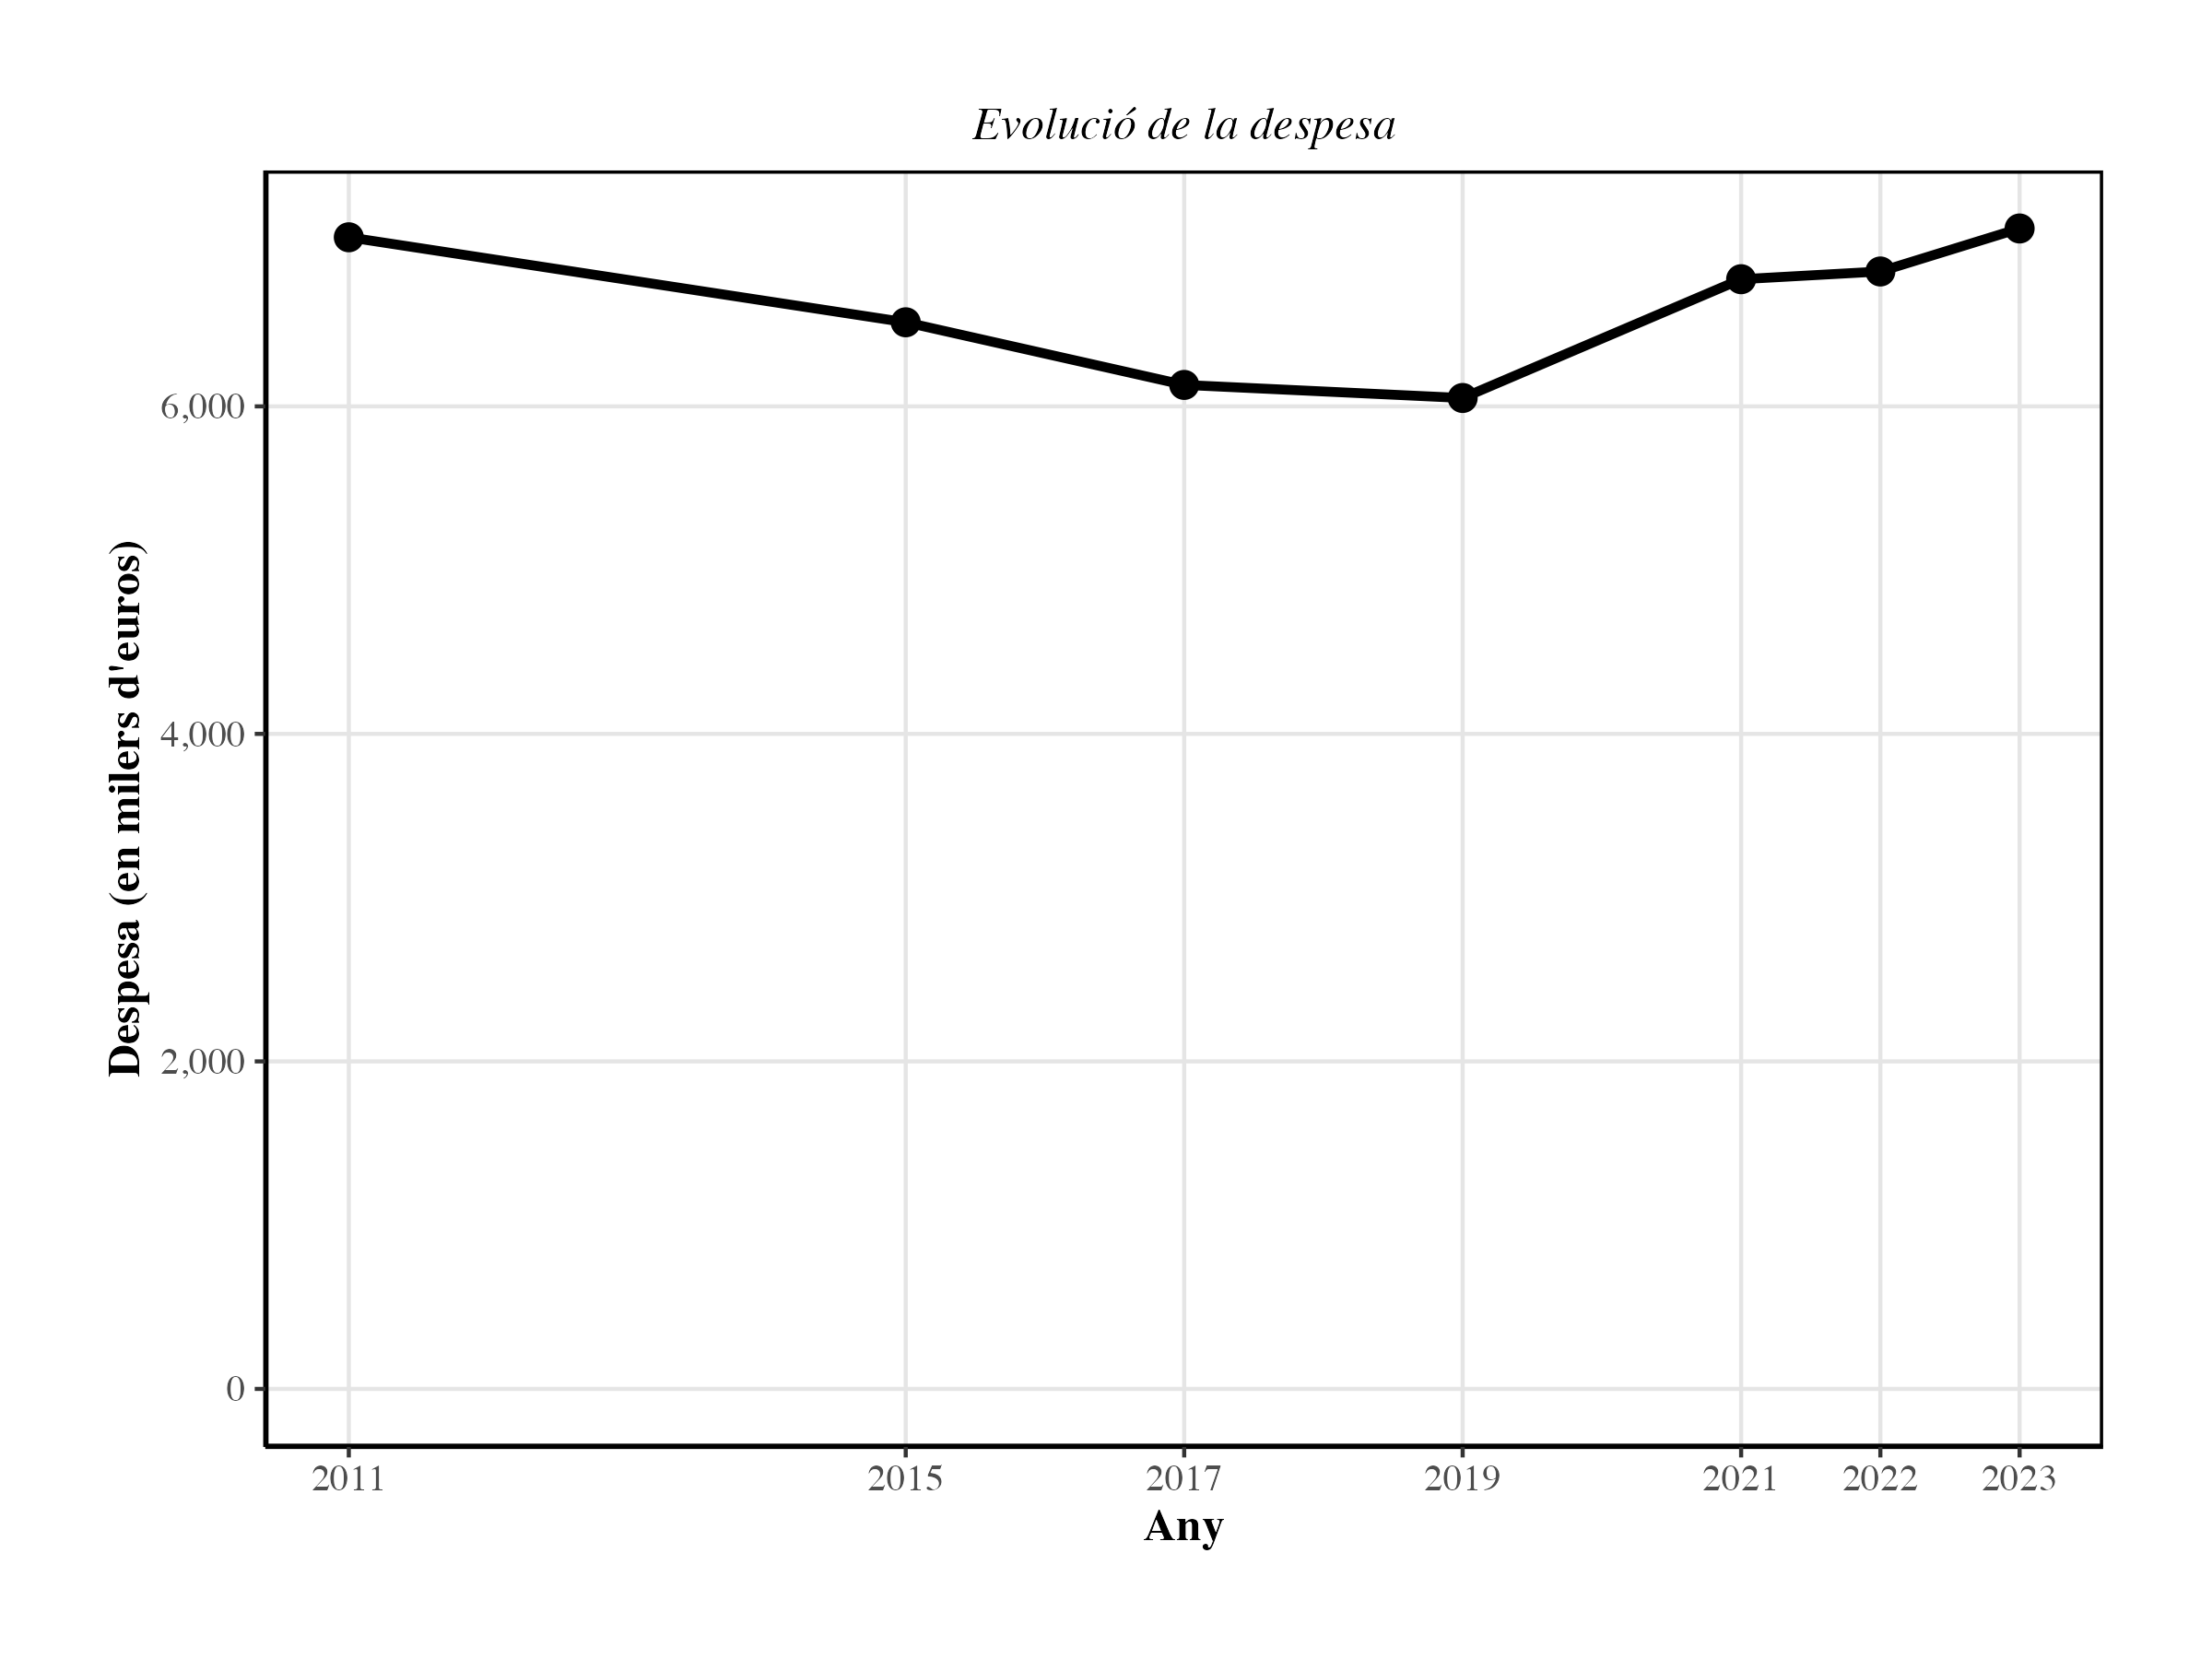 Evolució de la despesa
Despesa (en milers d'euros)
6,000
4,000
2,000
0
2011 2015 2017 2019 2021 2022 2023
Any